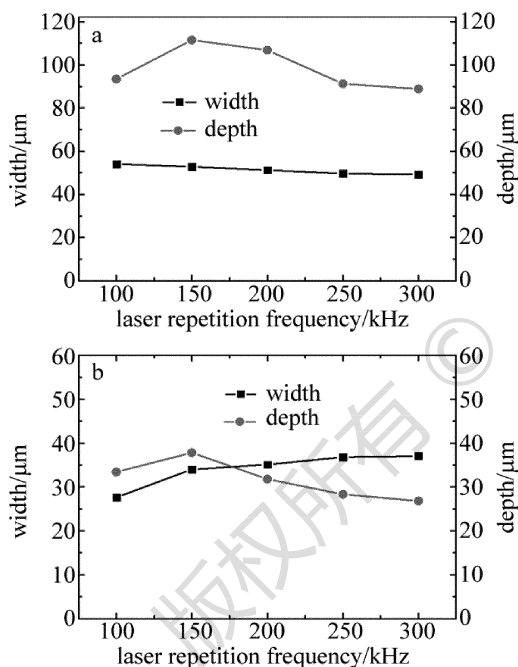 a
120
100
80
60
40
20
0
width/μm
120
100
80
60
40
20
0
depth/μm
width
depth
100 150 200 250 300
laser repetition frequency/kHz
b
60
50
40
30
20
10
0
width/μm
60
50
40
30
20
10
0
depth/μm
width
depth
100 150 200 250 300
laser repetition frequency/kHz
版权所有 ©